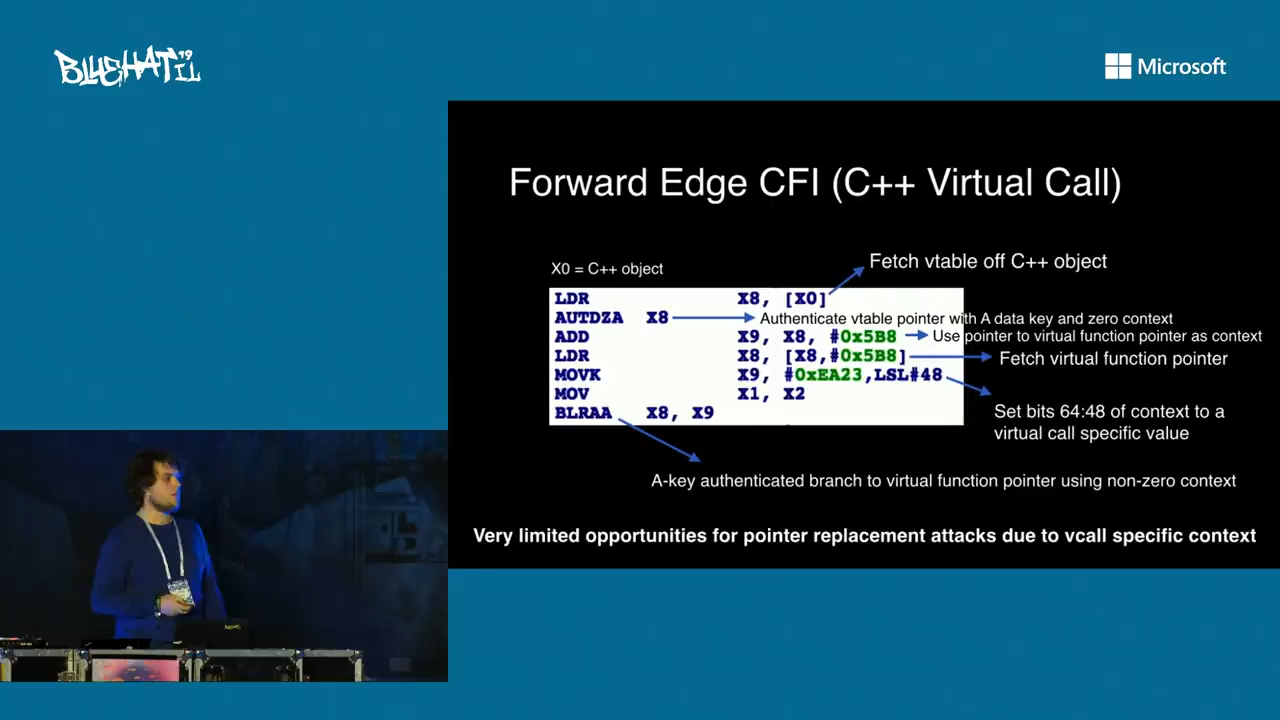 BLUEHAT IL 19
Microsoft
Forward Edge CFI (C++ Virtual Call)
X0 = C++ object
Fetch vtable off C++ object
LDR X8, [X0]
AUTDZA X8
Authenticate vtable pointer with A data key and zero context
ADD X9, X8, #0x5B8
Use pointer to virtual function pointer as context
LDR X8, [X8,#0x5B8]
Fetch virtual function pointer
MOVK X9, #0xEA23,LSL#48
MOV X1, X2
Set bits 64:48 of context to a
virtual call specific value
BLRAA X8, X9
A-key authenticated branch to virtual function pointer using non-zero context
Very limited opportunities for pointer replacement attacks due to vcall specific context